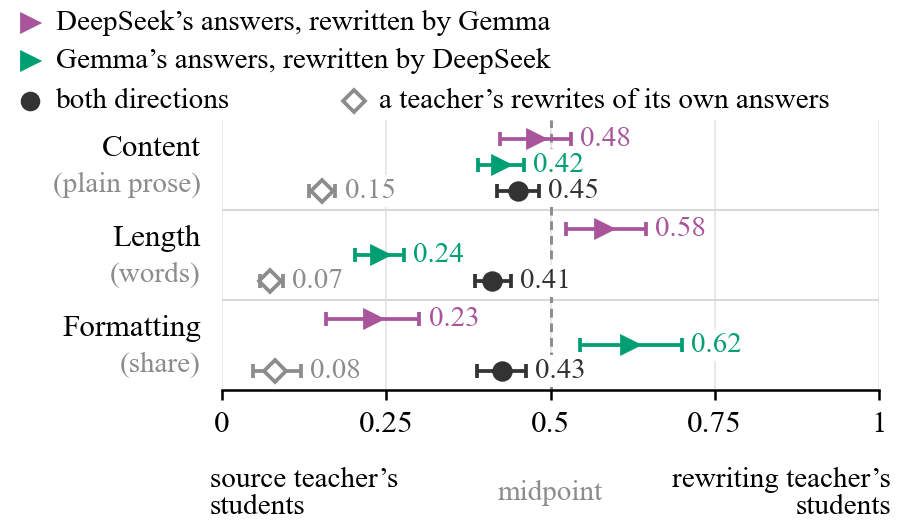 DeepSeek’s answers, rewritten by Gemma
Gemma’s answers, rewritten by DeepSeek
both directions
a teacher’s rewrites of its own answers
Content
(plain prose)
0.48
0.42
0.15
0.45
Length
(words)
0.58
0.24
0.07
0.41
Formatting
(share)
0.23
0.62
0.08
0.43
0
0.25
0.5
0.75
1
source teacher’s
students
midpoint
rewriting teacher’s
students